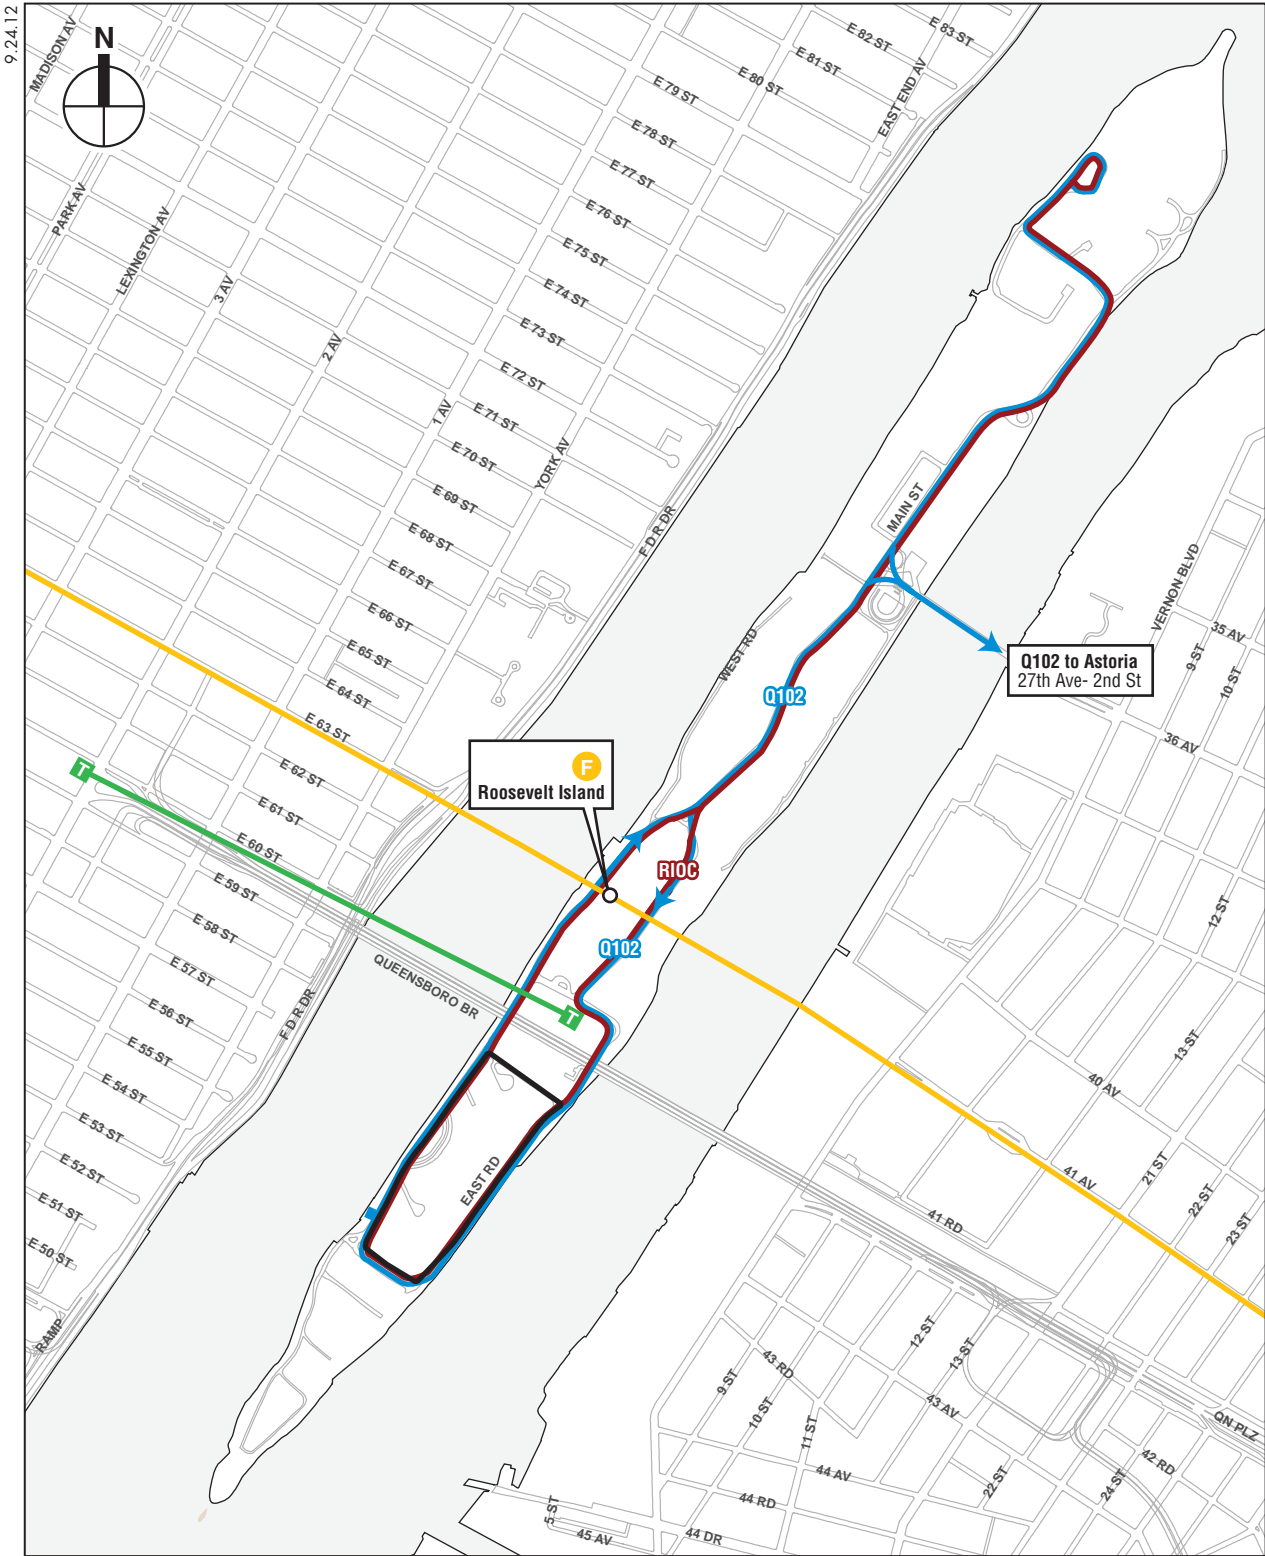 9.24.12
N
MADISON AV
PARK AV
LEXINGTON AV
3 AV
2 AV
1 AV
YORK AV
EAST END AV
F D R DR
E 83 ST
E 82 ST
E 81 ST
E 80 ST
E 79 ST
E 78 ST
E 77 ST
E 76 ST
E 75 ST
E 74 ST
E 73 ST
E 72 ST
E 71 ST
E 70 ST
E 69 ST
E 68 ST
E 67 ST
E 66 ST
E 65 ST
E 64 ST
E 63 ST
E 62 ST
E 61 ST
E 60 ST
E 59 ST
E 58 ST
E 57 ST
E 56 ST
E 55 ST
E 54 ST
E 53 ST
E 52 ST
E 51 ST
E 50 ST
RAMP
F D R DR
QUEENSBORO BR
T
T
F
Roosevelt Island
MAIN ST
WEST RD
EAST RD
Q102
RIOC
Q102
Q102 to Astoria
27th Ave- 2nd St
VERNON BLVD
35 AV
9 ST
10 ST
36 AV
12 ST
13 ST
40 AV
41 AV
21 ST
22 ST
23 ST
41 RD
12 ST
13 ST
43 RD
9 ST
10 ST
11 ST
43 AV
44 AV
44 RD
44 DR
45 AV
5 ST
22 ST
24 ST
42 RD
QN PLZ